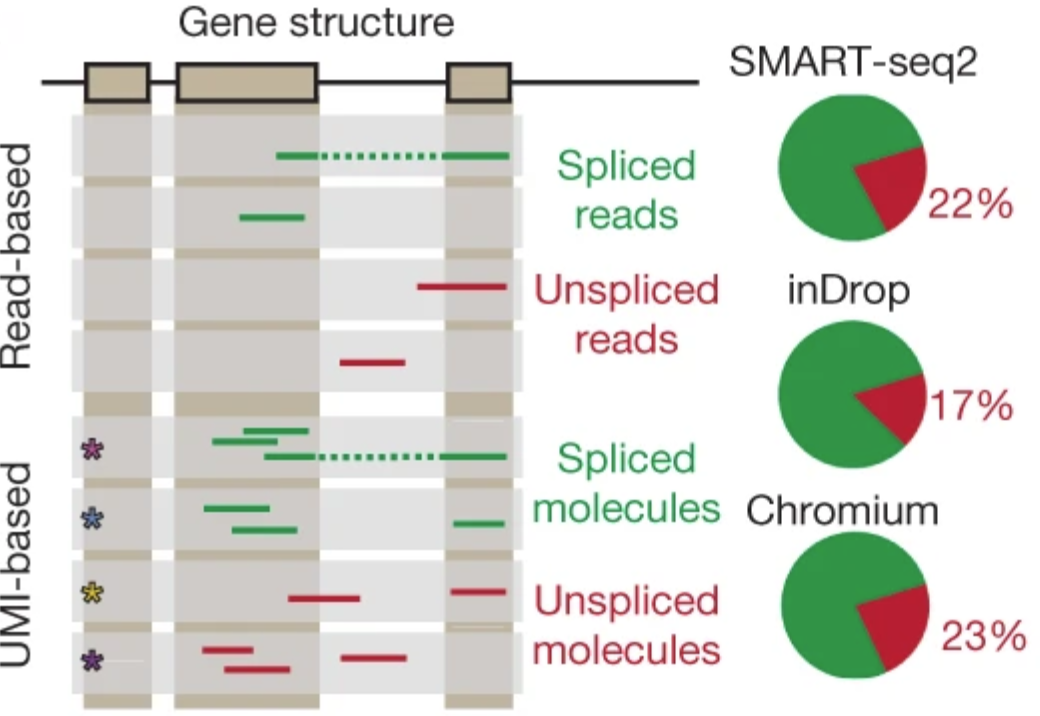 Gene structure
SMART-seq2
Read-based
Spliced
reads
22%
Unspliced
reads
inDrop
17%
UMI-based
*
Spliced
molecules
Chromium
*
*
Unspliced
molecules
23%
*